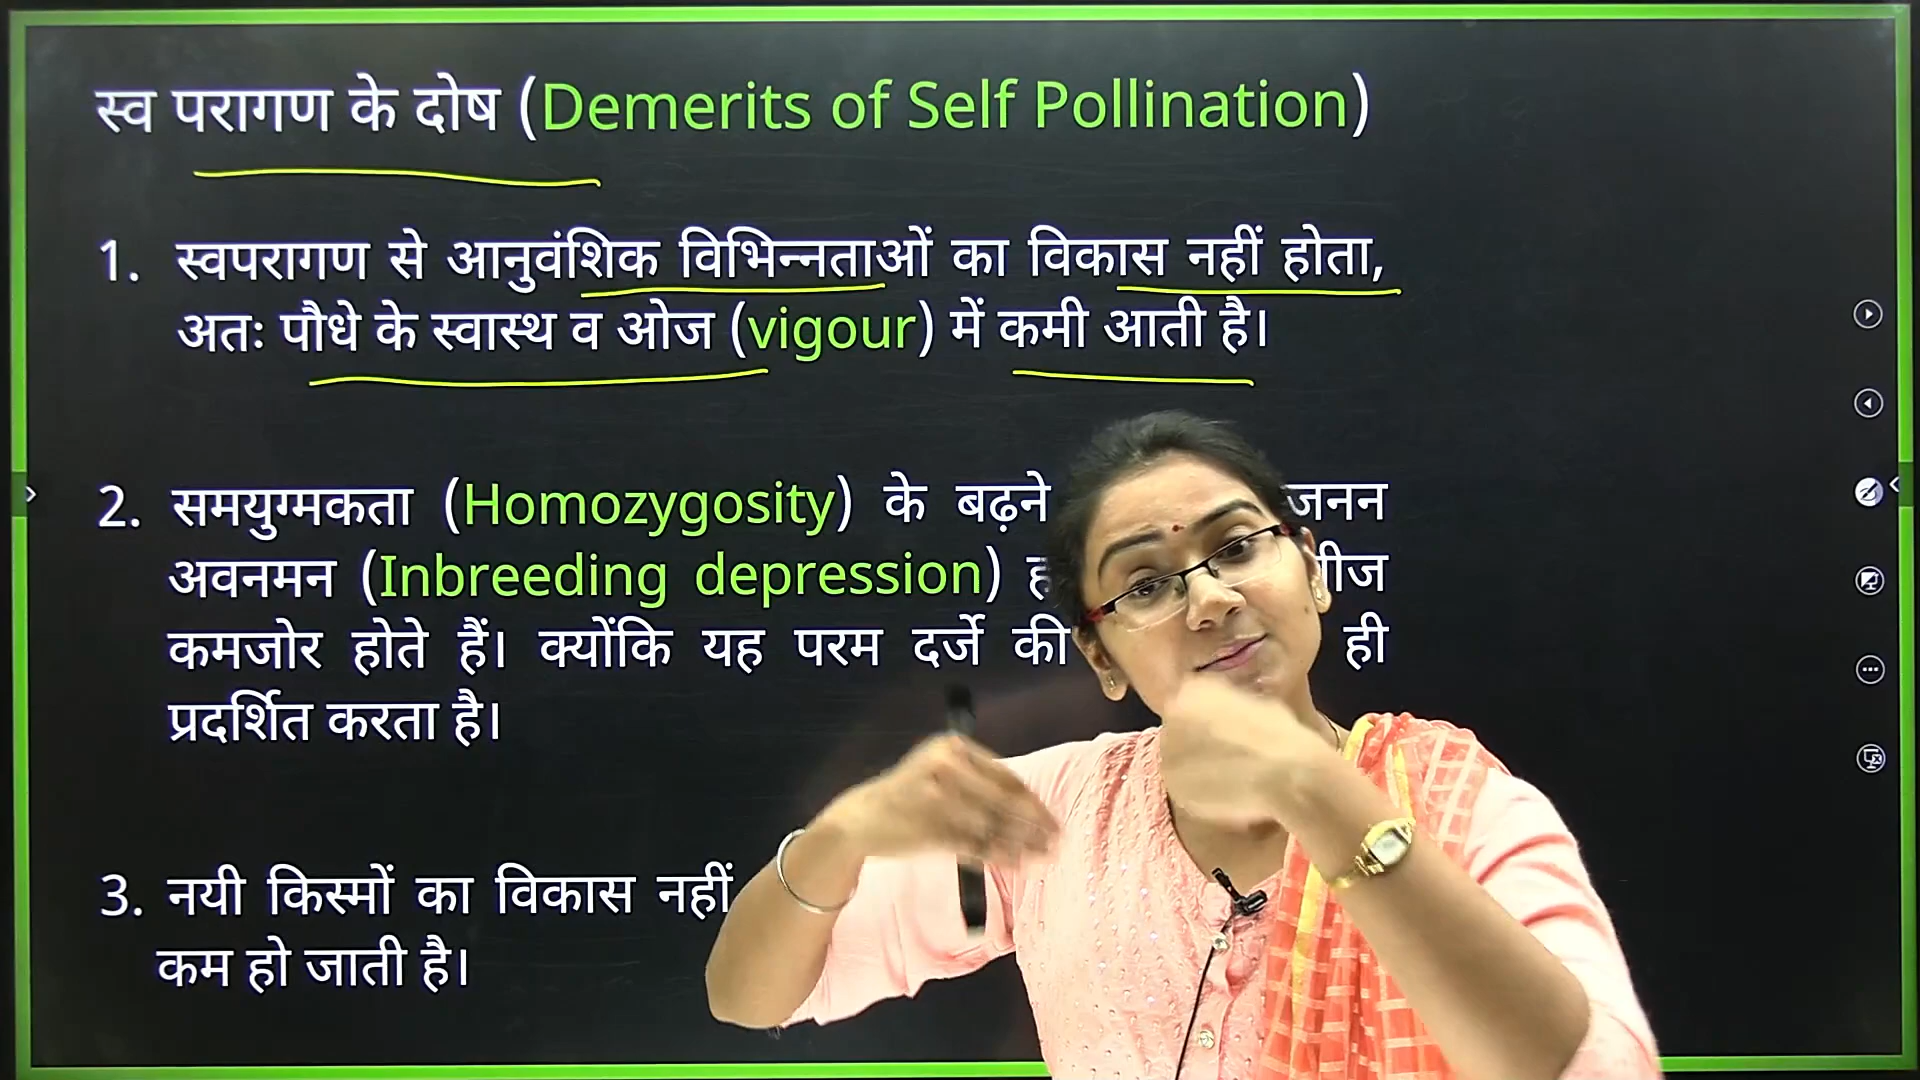 स्व परागण के दोष (Demerits of Self Pollination)
1. स्वपरागण से आनुवंशिक विभिन्नताओं का विकास नहीं होता,
अतः पौधे के स्वास्थ व ओज (vigour) में कमी आती है।
2. समयुग्मकता (Homozygosity) के बढ़ने
अवनमन (Inbreeding depression)
कमजोर होते हैं। क्योंकि यह परम दर्जे की ही
प्रदर्शित करता है।
3. नयी किस्मों का विकास नहीं
कम हो जाती है।